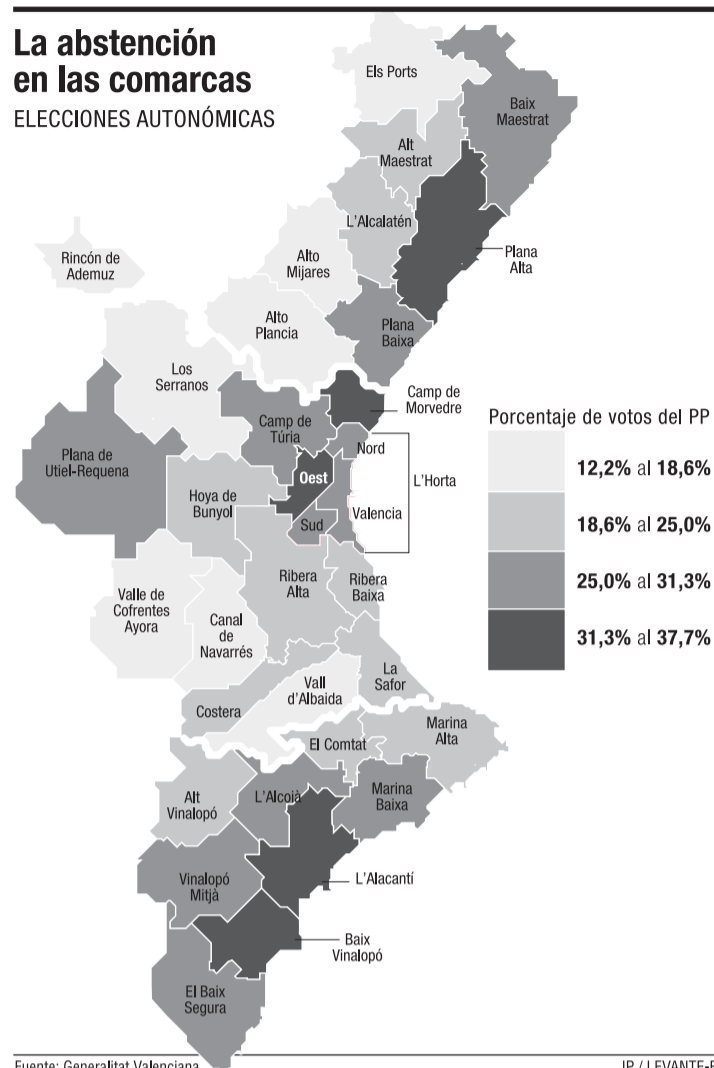 La abstención
en las comarcas
ELECCIONES AUTONÓMICAS
Els Ports
Baix
Maestrat
Alt
Maestrat
L'Alcalatén
Plana
Alta
Rincón de
Ademuz
Alto
Mijares
Alto
Plancia
Plana
Baixa
Los
Serranos
Camp de
Morvedre
Camp de
Túria
Nord
Plana de
Utiel-Requena
Oest
L'Horta
Hoya de
Bunyol
Valencia
Sud
Ribera
Alta
Ribera
Baixa
Valle de
Cofrentes
Ayora
Canal
de
Navarrés
La
Safor
Vall
d'Albaida
Costera
Marina
Alta
El Comtat
Alt
Vinalopó
L'Alcoià
Marina
Baixa
Vinalopó
Mitjà
L'Alacantí
Baix
Vinalopó
El Baix
Segura
Porcentaje de votos del PP
12,2% al 18,6%
18,6% al 25,0%
25,0% al 31,3%
31,3% al 37,7%
Fuente: Generalitat Valenciana
IP / LEVANTE-E